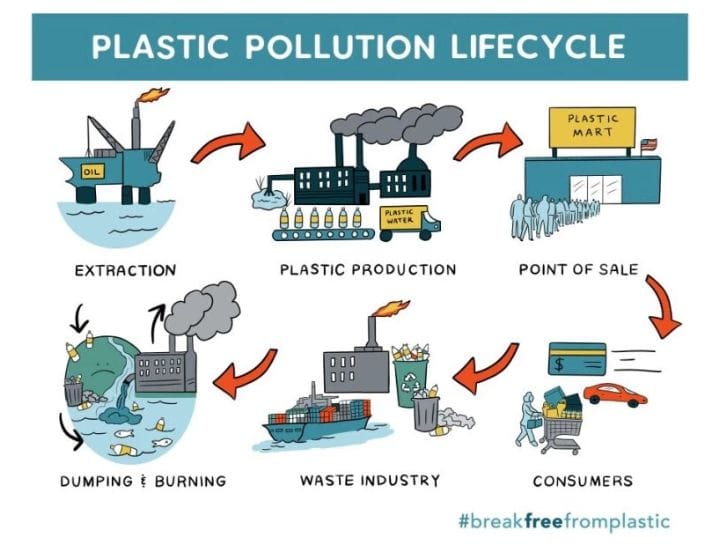 PLASTIC POLLUTION LIFECYCLE
OIL
EXTRACTION
PLASTIC
WATER
PLASTIC PRODUCTION
PLASTIC
MART
POINT OF SALE
$
CONSUMERS
WASTE INDUSTRY
DUMPING & BURNING
#breakfreefromplastic